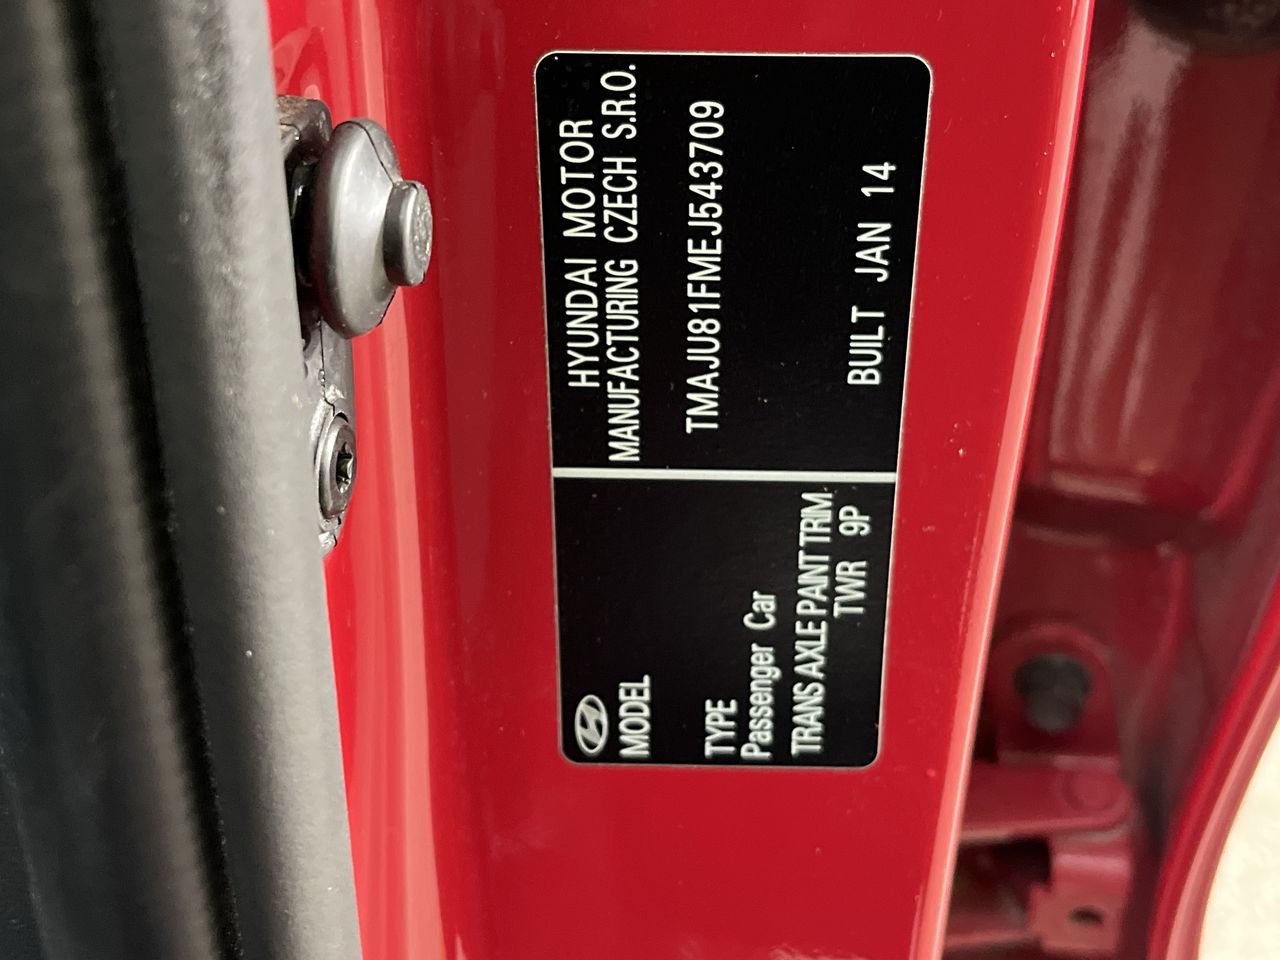 HYUNDAI MOTOR
MANUFACTURING CZECH S.R.O.
TMAJU81FMEJ543709
BUILT JAN 14
MODEL
TYPE
Passenger Car
TRANS AXLE PAINT TRIM
TWR 9P